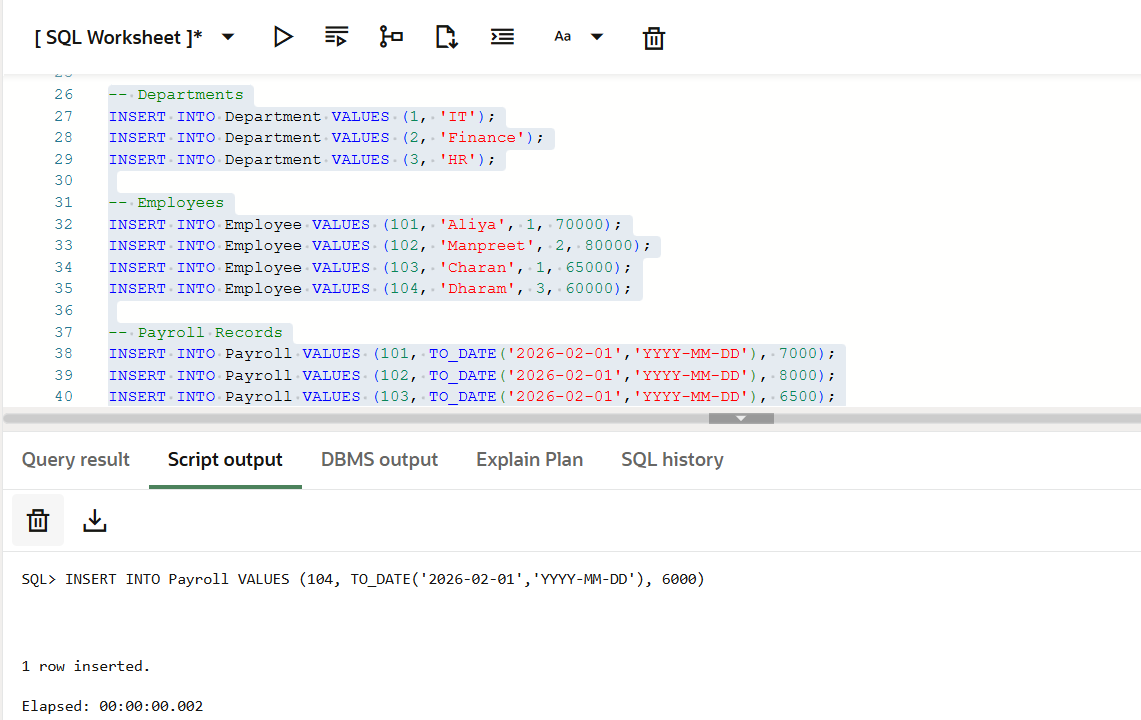 [ SQL Worksheet ]*
Aa
26 -- Departments
27 INSERT INTO Department VALUES (1, 'IT');
28 INSERT INTO Department VALUES (2, 'Finance');
29 INSERT INTO Department VALUES (3, 'HR');
30
31 -- Employees
32 INSERT INTO Employee VALUES (101, 'Aliya', 1, 70000);
33 INSERT INTO Employee VALUES (102, 'Manpreet', 2, 80000);
34 INSERT INTO Employee VALUES (103, 'Charan', 1, 65000);
35 INSERT INTO Employee VALUES (104, 'Dharam', 3, 60000);
36
37 -- Payroll Records
38 INSERT INTO Payroll VALUES (101, TO_DATE('2026-02-01','YYYY-MM-DD'), 7000);
39 INSERT INTO Payroll VALUES (102, TO_DATE('2026-02-01','YYYY-MM-DD'), 8000);
40 INSERT INTO Payroll VALUES (103, TO_DATE('2026-02-01','YYYY-MM-DD'), 6500);
Query result Script output DBMS output Explain Plan SQL history
SQL> INSERT INTO Payroll VALUES (104, TO_DATE('2026-02-01','YYYY-MM-DD'), 6000)
1 row inserted.
Elapsed: 00:00:00.002